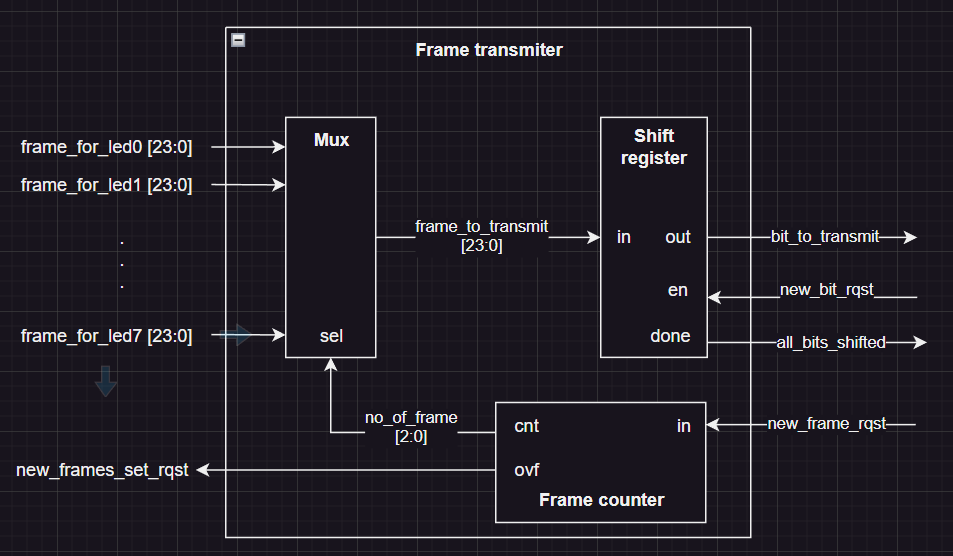 Frame transmiter
Mux
Shift
register
frame_for_led0 [23:0]
frame_for_led1 [23:0]
.
.
.
frame_for_led7 [23:0]
sel
frame_to_transmit
[23:0]
in
out
en
done
bit_to_transmit
new_bit_rqst
all_bits_shifted
no_of_frame
[2:0]
cnt
in
ovf
Frame counter
new_frame_rqst
new_frames_set_rqst